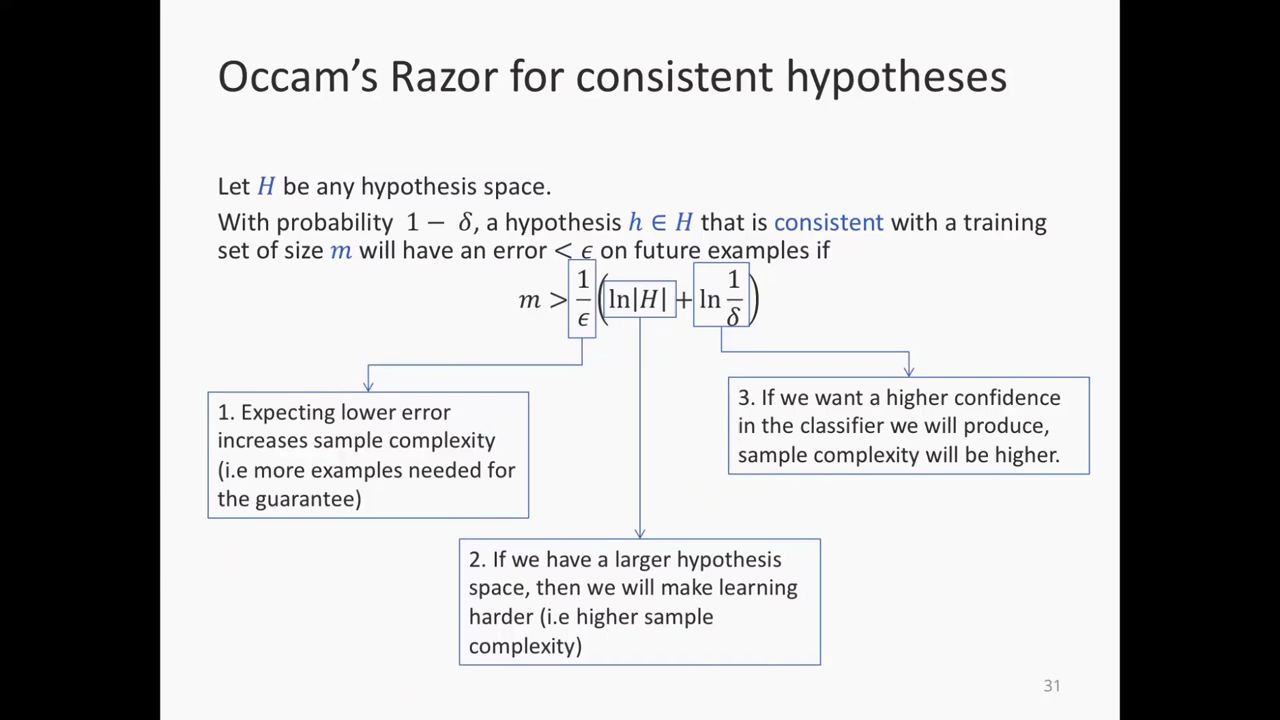 Occam’s Razor for consistent hypotheses
Let H be any hypothesis space.
With probability 1 − δ, a hypothesis h ∈ H that is consistent with a training
set of size m will have an error < ϵ on future examples if
m > 1/ϵ (ln|H| + ln 1/δ)
1. Expecting lower error
increases sample complexity
(i.e more examples needed for
the guarantee)
3. If we want a higher confidence
in the classifier we will produce,
sample complexity will be higher.
2. If we have a larger hypothesis
space, then we will make learning
harder (i.e higher sample
complexity)
31